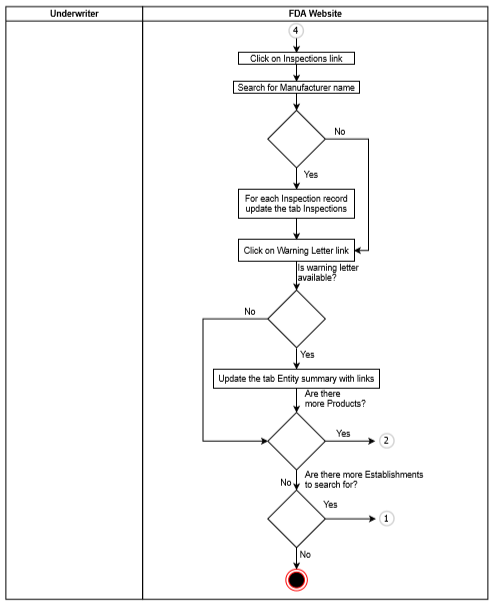 Underwriter
FDA Website
4
Click on Inspections link
Search for Manufacturer name
No
Yes
For each Inspection record
update the tab Inspections
Click on Warning Letter link
Is warning letter
available?
No
Yes
Update the tab Entity summary with links
Are there
more Products?
Yes
2
Are there more Establishments
to search for?
No
Yes
1
No